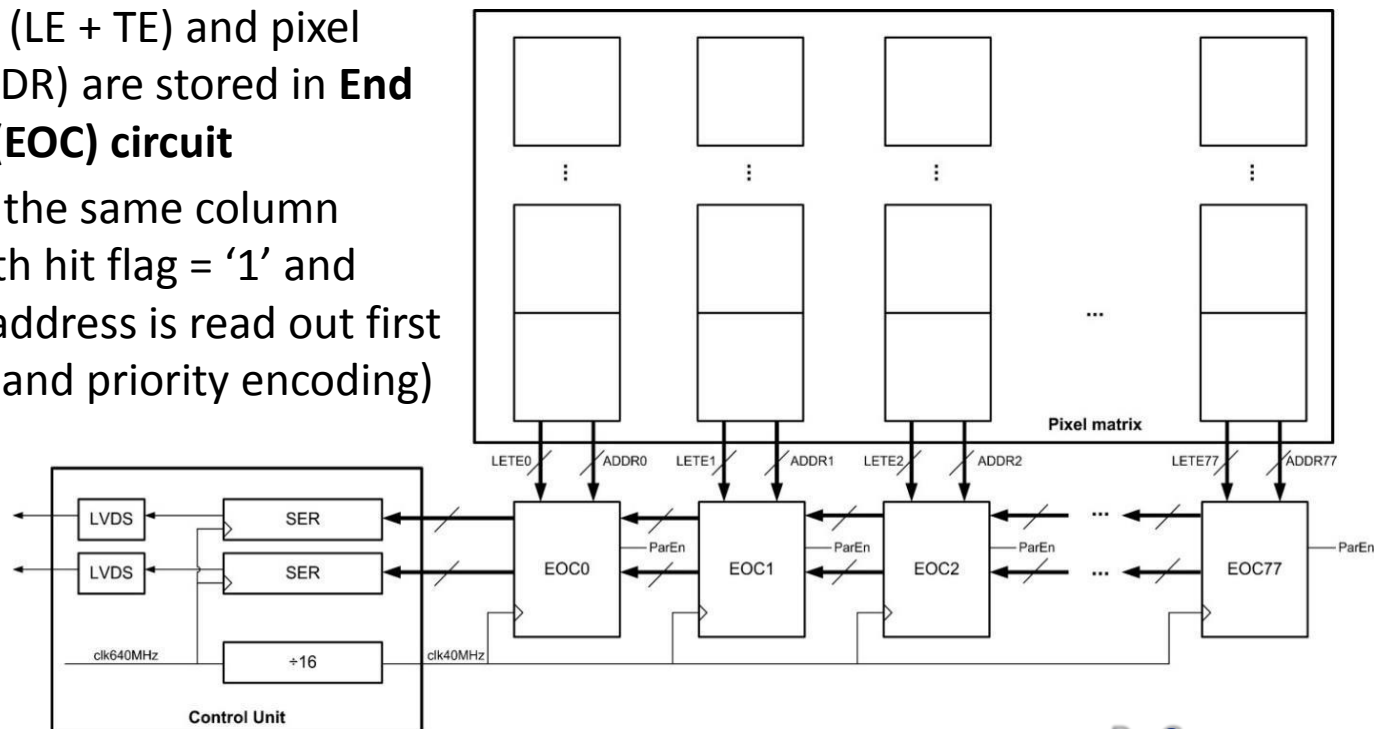 (LE + TE) and pixel
DR) are stored in End
(EOC) circuit
the same column
th hit flag = ‘1’ and
address is read out first
and priority encoding)
⋮ ⋮ ⋮ ⋮
...
Pixel matrix
LETE0 ADDR0 LETE1 ADDR1 LETE2 ADDR2 LETE77 ADDR77
LVDS SER ...
EOC0 ParEn EOC1 ParEn EOC2 ParEn EOC77 ParEn
LVDS SER ...
clk640MHz ÷16 clk40MHz
Control Unit